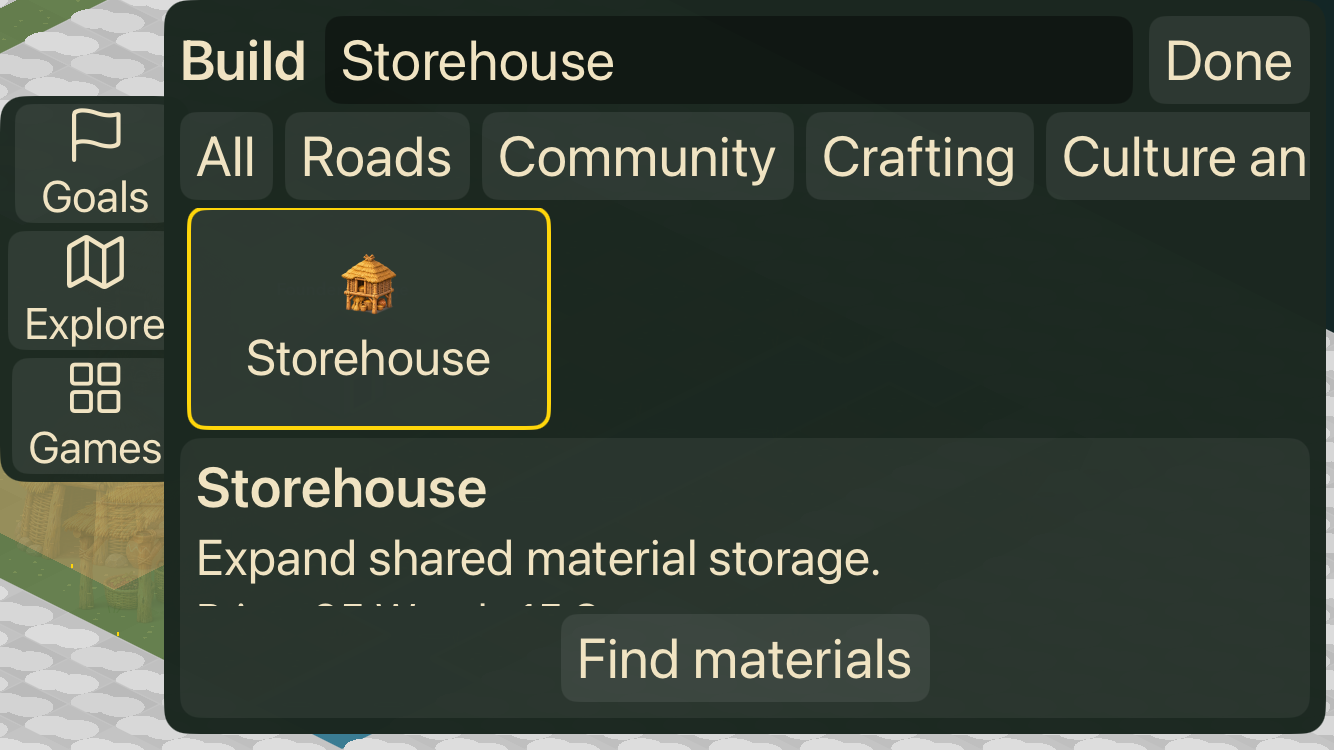 Build
Storehouse
Done
All
Roads
Community
Crafting
Culture an
Goals
Explore
Games
Storehouse
Storehouse
Expand shared material storage.
Find materials